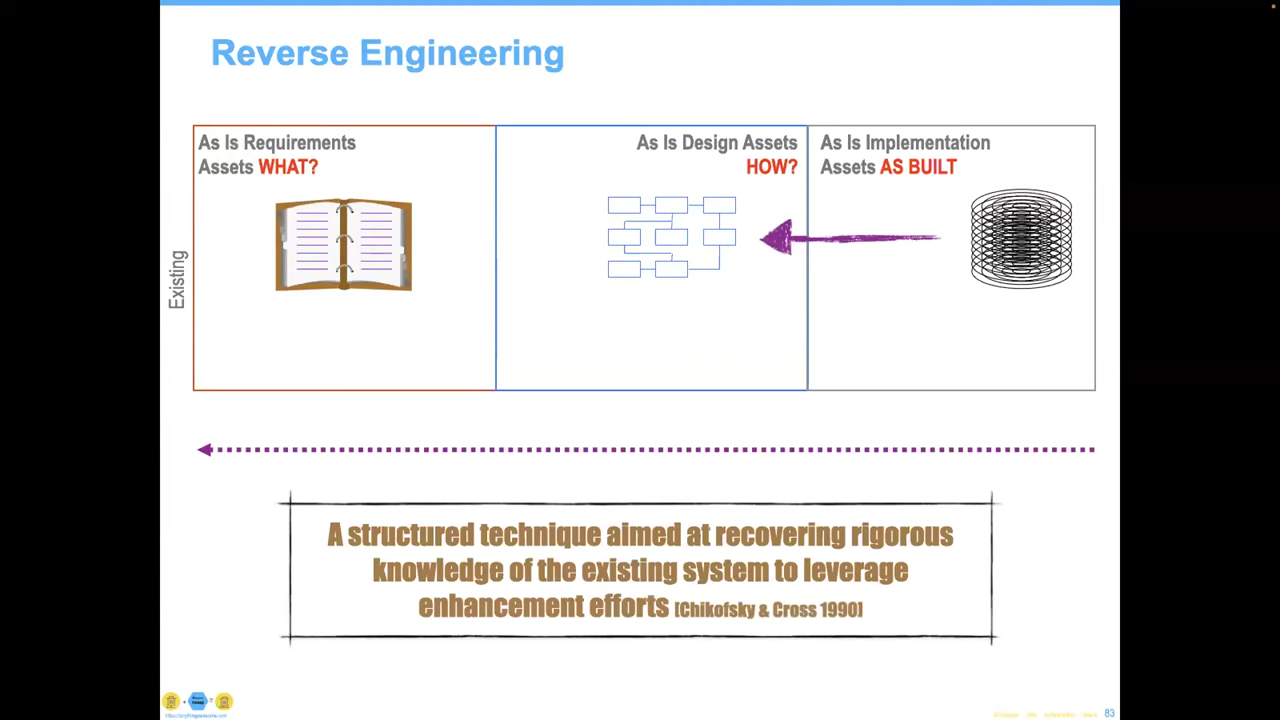 Reverse Engineering
As Is Requirements
Assets WHAT?
As Is Design Assets
HOW?
As Is Implementation
Assets AS BUILT
Existing
A structured technique aimed at recovering rigorous
knowledge of the existing system to leverage
enhancement efforts [Chikofsky & Cross 1990]
83